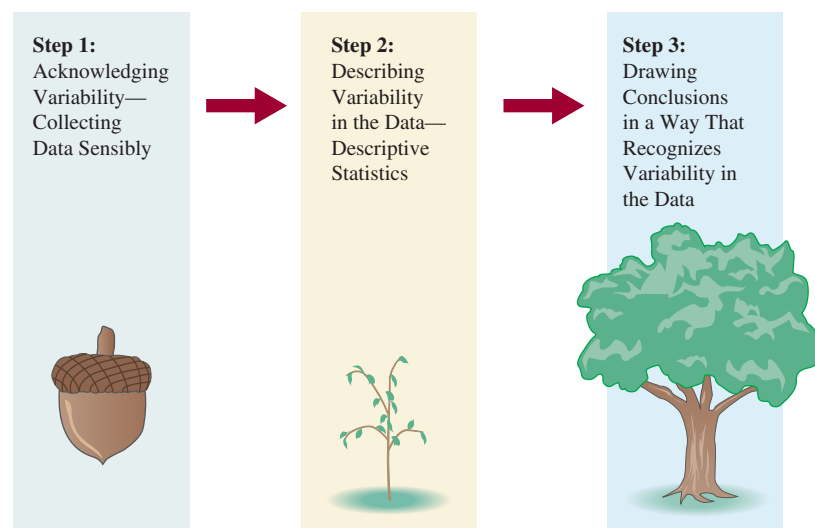 Step 1:
Acknowledging
Variability—
Collecting
Data Sensibly
Step 2:
Describing
Variability
in the Data—
Descriptive
Statistics
Step 3:
Drawing
Conclusions
in a Way That
Recognizes
Variability in
the Data